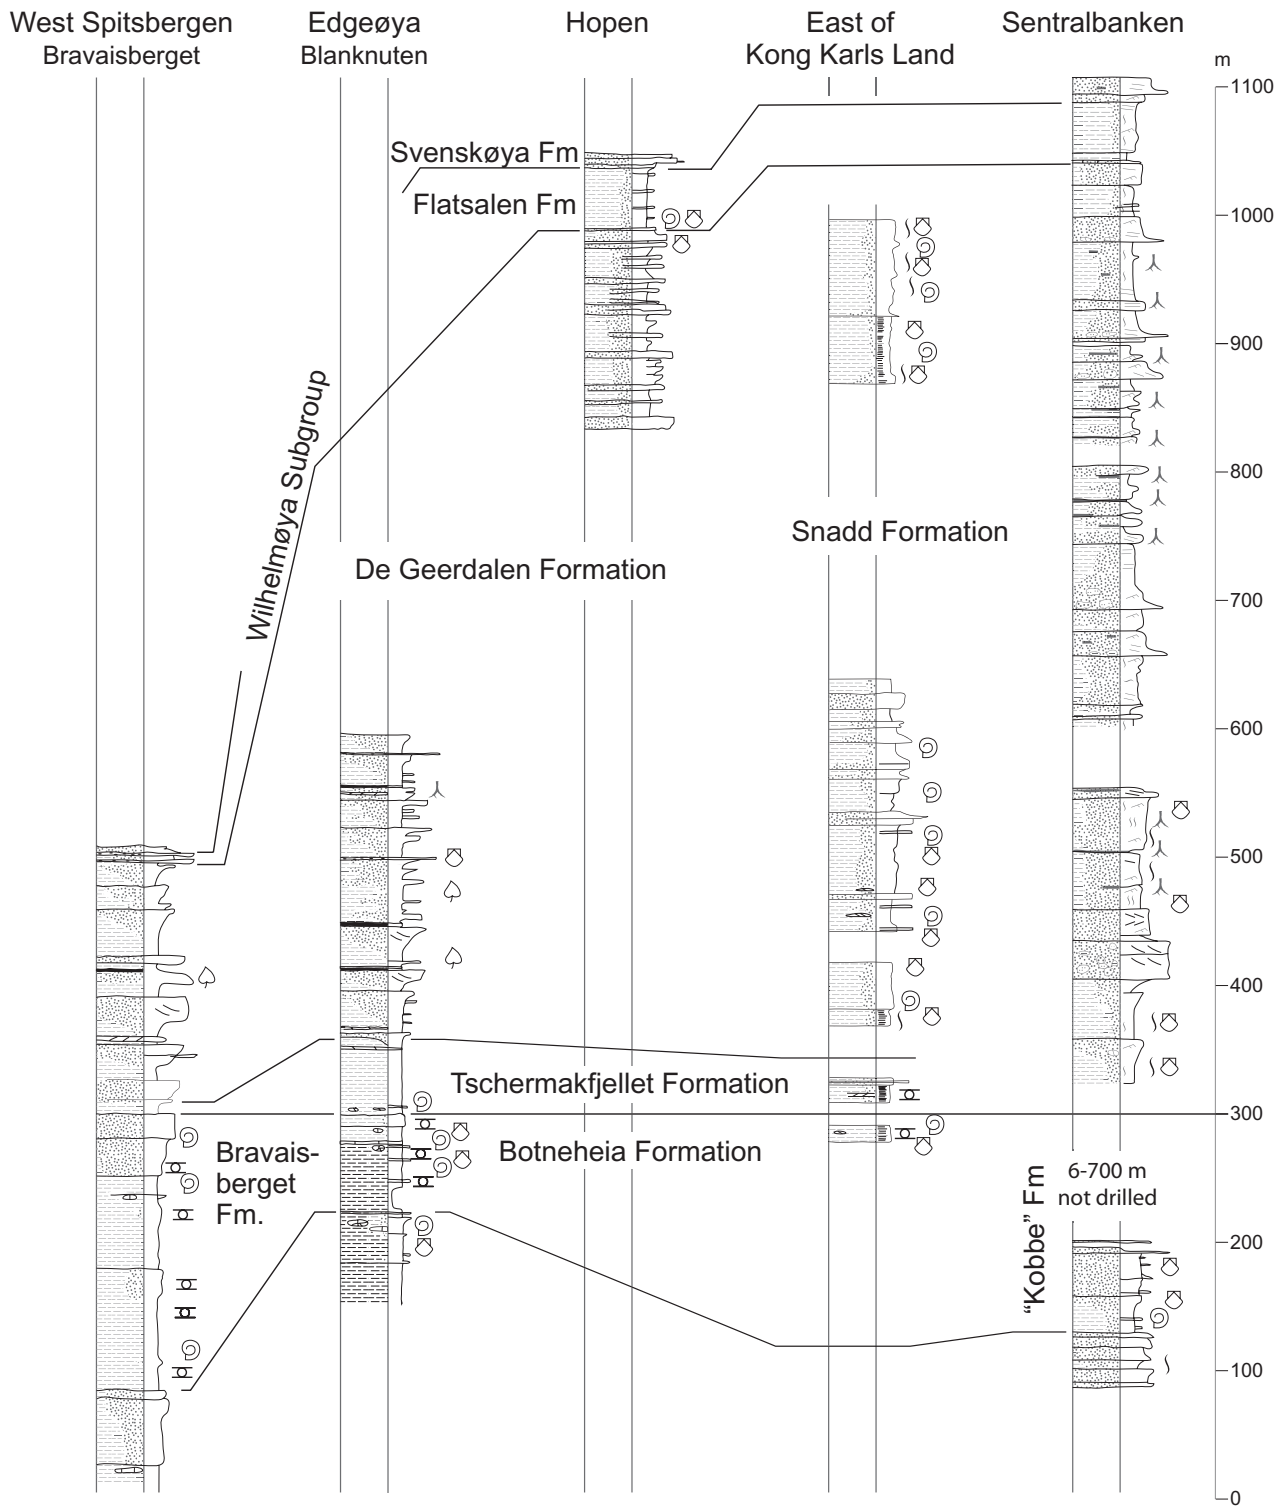 West Spitsbergen
Bravaisberget
Edgeøya
Blanknuten
Hopen
East of
Kong Karls Land
Sentralbanken
m
1100
Svenskøya Fm
Flatsalen Fm
1000
900
Wilhelmøya Subgroup
800
Snadd Formation
De Geerdalen Formation
700
600
500
400
Tschermakfjellet Formation
300
Bravais-
berget
Fm.
Botneheia Formation
"Kobbe" Fm
6-700 m
not drilled
200
100
0